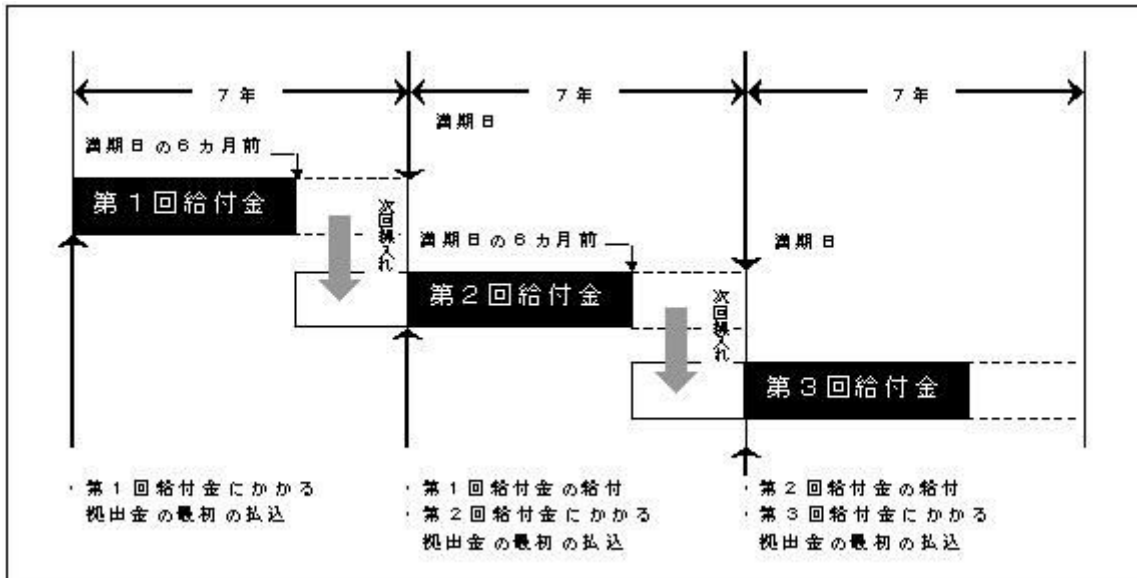 7年
7年
7年
満期日
満期日の6カ月前
第1回給付金
次回繰入れ
満期日の6カ月前
満期日
第2回給付金
次回繰入れ
第3回給付金
・第1回給付金にかかる
拠出金の最初の払込
・第1回給付金の給付
・第2回給付金にかかる
拠出金の最初の払込
・第2回給付金の給付
・第3回給付金にかかる
拠出金の最初の払込